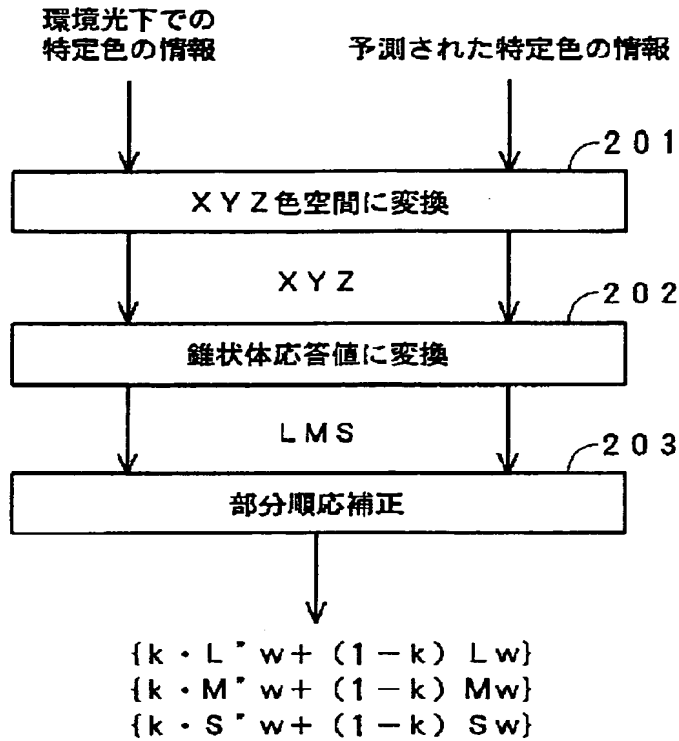 環境光下での
特定色の情報
予測された特定色の情報
201
XYZ色空間に変換
XYZ
202
錐状体応答値に変換
LMS
203
部分順応補正
{k・L"w+(1-k)Lw}
{k・M"w+(1-k)Mw}
{k・S"w+(1-k)Sw}